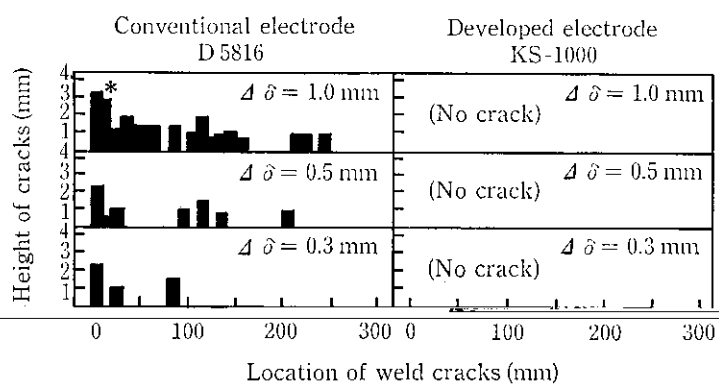 Conventional electrode
D 5816
Developed electrode
KS-1000
Height of cracks (mm)
4
3
2
1
*
Δ δ = 1.0 mm
(No crack)
Δ δ = 1.0 mm
4
3
2
1
Δ δ = 0.5 mm
(No crack)
Δ δ = 0.5 mm
4
3
2
1
Δ δ = 0.3 mm
(No crack)
Δ δ = 0.3 mm
0 100 200 300 0 100 200 300
Location of weld cracks (mm)